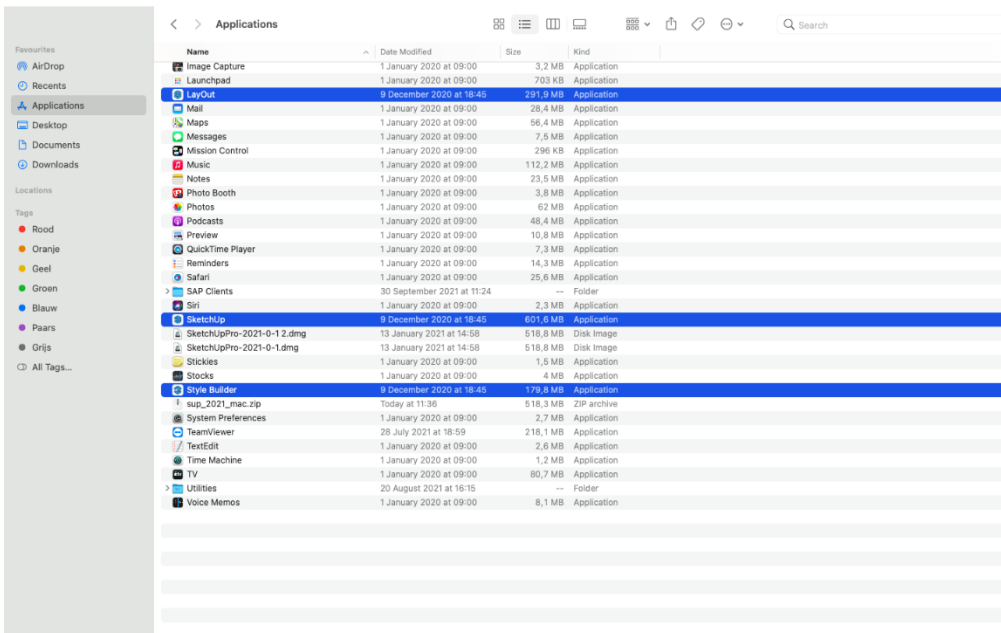 Applications
Search
Favourites
AirDrop
Recents
Applications
Desktop
Documents
Downloads
Locations
Tags
Rood
Oranje
Geel
Groen
Blauw
Paars
Grijs
All Tags...
Name Date Modified Size Kind
Image Capture 1 January 2020 at 09:00 3,2 MB Application
Launchpad 1 January 2020 at 09:00 703 KB Application
LayOut 9 December 2020 at 18:45 291,9 MB Application
Mail 1 January 2020 at 09:00 28,4 MB Application
Maps 1 January 2020 at 09:00 56,4 MB Application
Messages 1 January 2020 at 09:00 7,5 MB Application
Mission Control 1 January 2020 at 09:00 296 KB Application
Music 1 January 2020 at 09:00 112,2 MB Application
Notes 1 January 2020 at 09:00 23,5 MB Application
Photo Booth 1 January 2020 at 09:00 3,8 MB Application
Photos 1 January 2020 at 09:00 62 MB Application
Podcasts 1 January 2020 at 09:00 48,4 MB Application
Preview 1 January 2020 at 09:00 10,8 MB Application
QuickTime Player 1 January 2020 at 09:00 7,3 MB Application
Reminders 1 January 2020 at 09:00 14,3 MB Application
Safari 1 January 2020 at 09:00 25,6 MB Application
SAP Clients 30 September 2021 at 11:24 -- Folder
Siri 1 January 2020 at 09:00 2,3 MB Application
SketchUp 9 December 2020 at 18:45 601,6 MB Application
SketchUpPro-2021-0-1 2.dmg 13 January 2021 at 14:58 518,8 MB Disk Image
SketchUpPro-2021-0-1.dmg 13 January 2021 at 14:58 518,8 MB Disk Image
Stickies 1 January 2020 at 09:00 1,5 MB Application
Stocks 1 January 2020 at 09:00 4 MB Application
Style Builder 9 December 2020 at 18:45 179,8 MB Application
sup_2021_mac.zip Today at 11:36 518,3 MB ZIP archive
System Preferences 1 January 2020 at 09:00 2,7 MB Application
TeamViewer 28 July 2021 at 18:59 218,1 MB Application
TextEdit 1 January 2020 at 09:00 2,6 MB Application
Time Machine 1 January 2020 at 09:00 1,2 MB Application
TV 1 January 2020 at 09:00 80,7 MB Application
Utilities 20 August 2021 at 16:15 -- Folder
Voice Memos 1 January 2020 at 09:00 8,1 MB Application